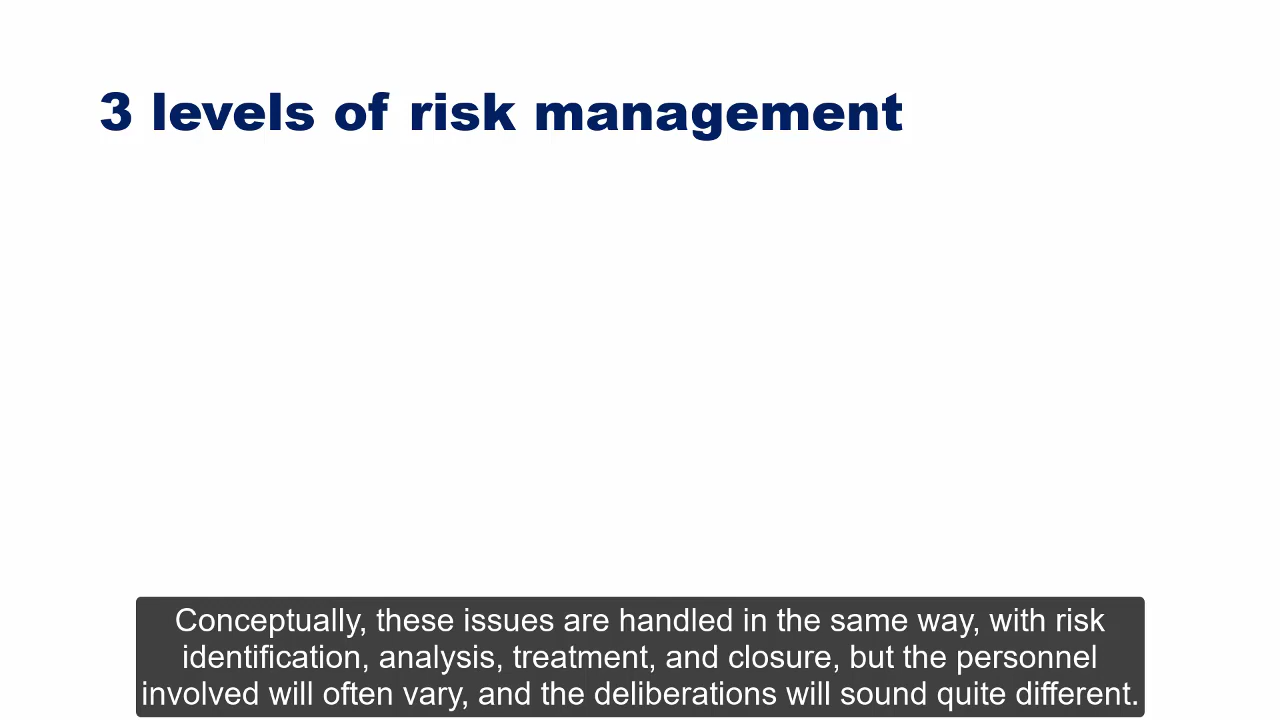 3 levels of risk management
Conceptually, these issues are handled in the same way, with risk
identification, analysis, treatment, and closure, but the personnel
involved will often vary, and the deliberations will sound quite different.